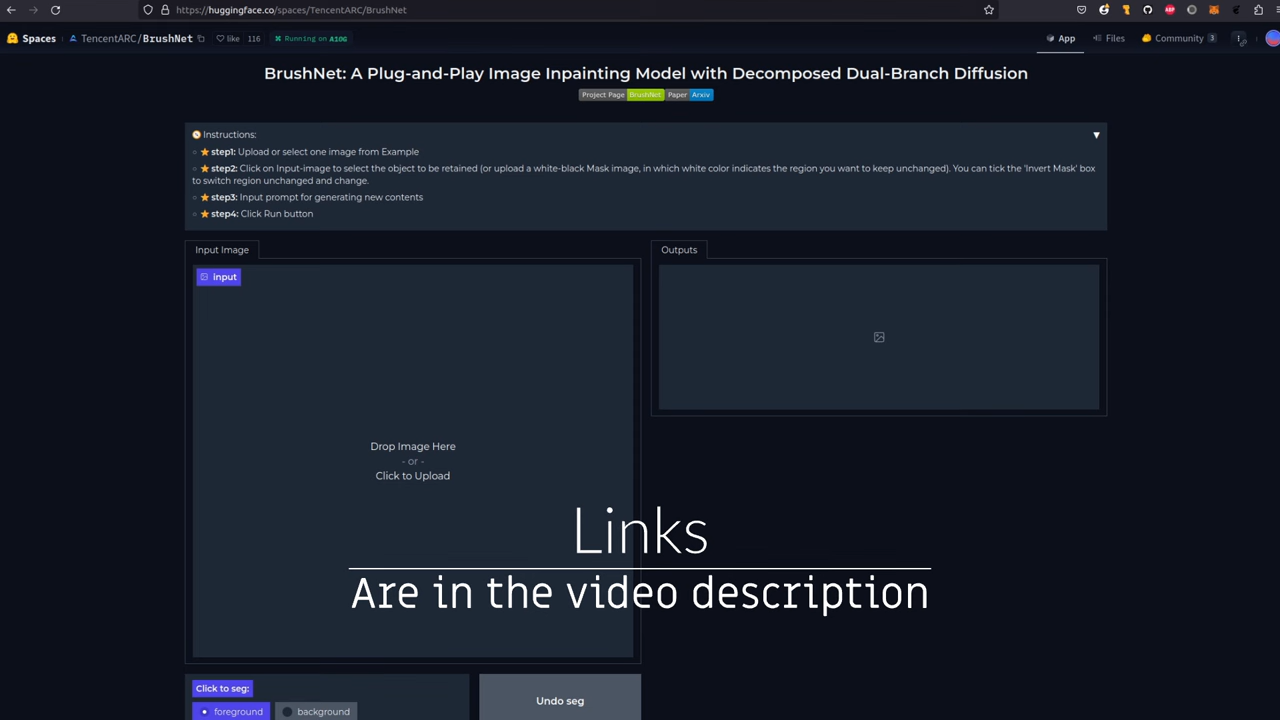 https://huggingface.co/spaces/TencentARC/BrushNet
Spaces TencentARC/BrushNet like 116 Running on A10G App Files Community 3
BrushNet: A Plug-and-Play Image Inpainting Model with Decomposed Dual-Branch Diffusion
Project Page BrushNet Paper Arxiv
Instructions:
step1: Upload or select one image from Example
step2: Click on Input-image to select the object to be retained (or upload a white-black Mask image, in which white color indicates the region you want to keep unchanged). You can tick the 'Invert Mask' box
to switch region unchanged and change.
step3: Input prompt for generating new contents
step4: Click Run button
Input Image
Outputs
input
Drop Image Here
- or -
Click to Upload
Links
Are in the video description
Click to seg:
foreground background
Undo seg